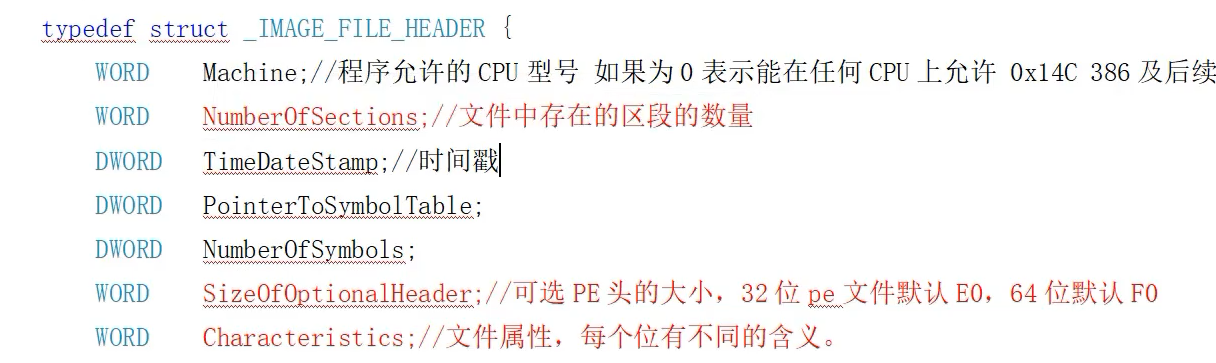 typedef struct _IMAGE_FILE_HEADER {
WORD Machine;//程序允许的CPU型号 如果为0表示能在任何CPU上允许 0x14C 386及后续
WORD NumberOfSections;//文件中存在的区段的数量
DWORD TimeDateStamp;//时间戳
DWORD PointerToSymbolTable;
DWORD NumberOfSymbols;
WORD SizeOfOptionalHeader;//可选PE头的大小，32位pe文件默认E0，64位默认F0
WORD Characteristics;//文件属性，每个位有不同的含义。